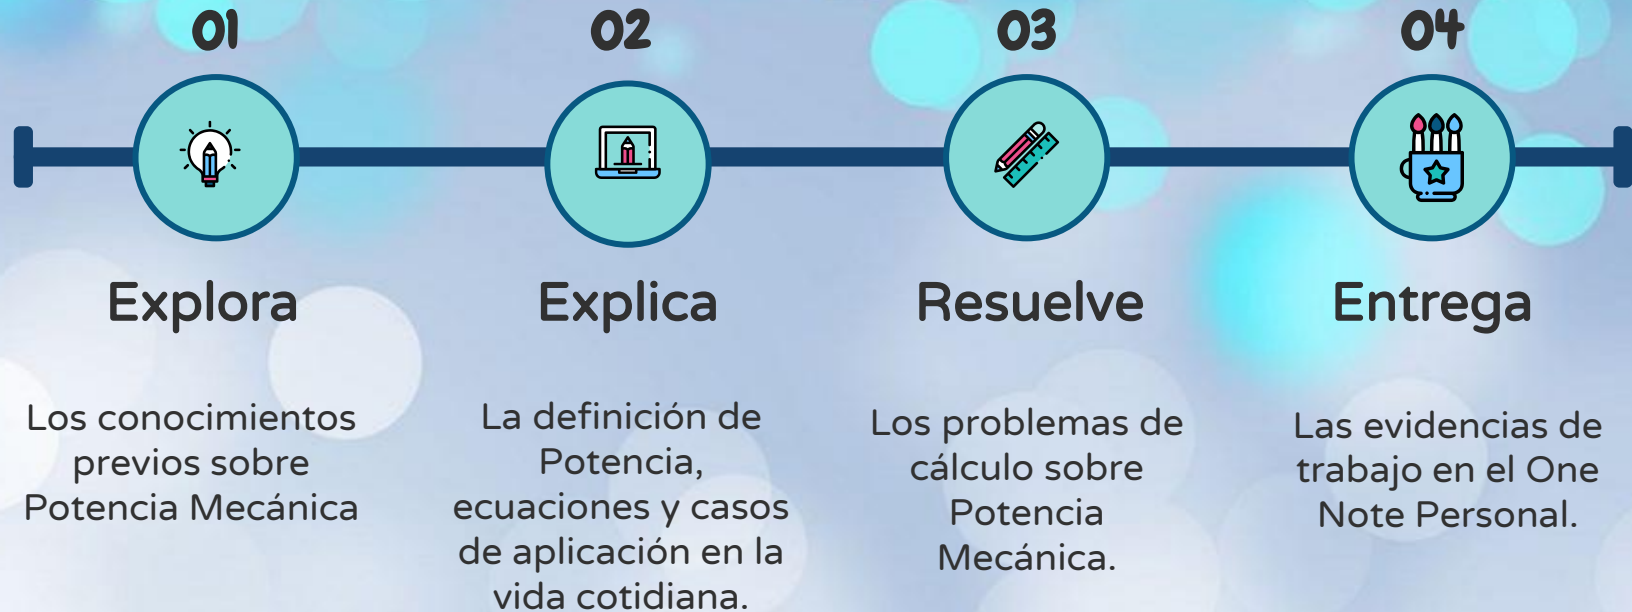 01
Explora
Los conocimientos
previos sobre
Potencia Mecánica
02
Explica
La definición de
Potencia,
ecuaciones y casos
de aplicación en la
vida cotidiana.
03
Resuelve
Los problemas de
cálculo sobre
Potencia
Mecánica.
04
Entrega
Las evidencias de
trabajo en el One
Note Personal.